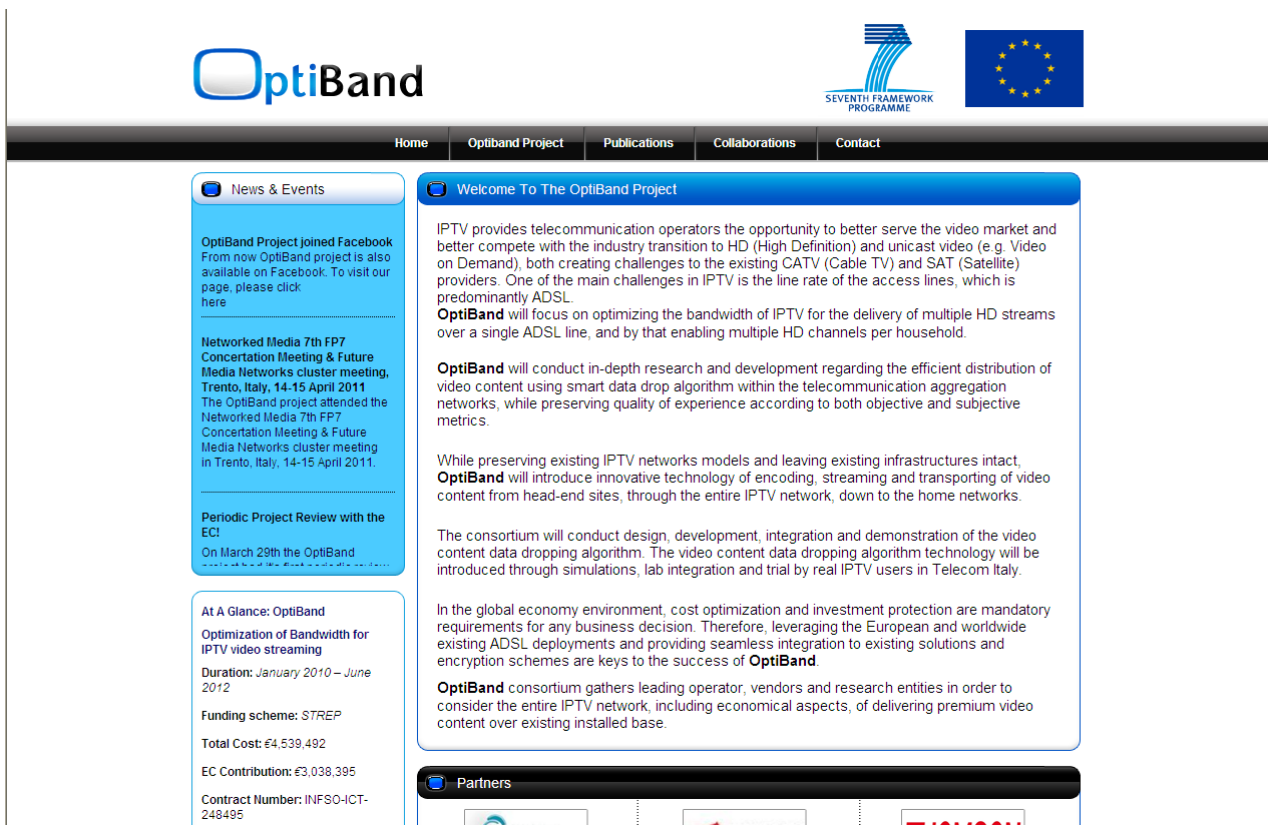 OptiBand
SEVENTH FRAMEWORK
PROGRAMME
Home Optiband Project Publications Collaborations Contact
News & Events
OptiBand Project joined Facebook
From now OptiBand project is also
available on Facebook. To visit our
page, please click
here
Networked Media 7th FP7
Concertation Meeting & Future
Media Networks cluster meeting,
Trento, Italy, 14-15 April 2011
The OptiBand project attended the
Networked Media 7th FP7
Concertation Meeting & Future
Media Networks cluster meeting
in Trento, Italy, 14-15 April 2011.
Periodic Project Review with the
EC!
On March 29th the OptiBand
project had it's first periodic review
At A Glance: OptiBand
Optimization of Bandwidth for
IPTV video streaming
Duration: January 2010 – June
2012
Funding scheme: STREP
Total Cost: €4,539,492
EC Contribution: €3,038,395
Contract Number: INFSO-ICT-
248495
Welcome To The OptiBand Project
IPTV provides telecommunication operators the opportunity to better serve the video market and
better compete with the industry transition to HD (High Definition) and unicast video (e.g. Video
on Demand), both creating challenges to the existing CATV (Cable TV) and SAT (Satellite)
providers. One of the main challenges in IPTV is the line rate of the access lines, which is
predominantly ADSL.
OptiBand will focus on optimizing the bandwidth of IPTV for the delivery of multiple HD streams
over a single ADSL line, and by that enabling multiple HD channels per household.
OptiBand will conduct in-depth research and development regarding the efficient distribution of
video content using smart data drop algorithm within the telecommunication aggregation
networks, while preserving quality of experience according to both objective and subjective
metrics.
While preserving existing IPTV networks models and leaving existing infrastructures intact,
OptiBand will introduce innovative technology of encoding, streaming and transporting of video
content from head-end sites, through the entire IPTV network, down to the home networks.
The consortium will conduct design, development, integration and demonstration of the video
content data dropping algorithm. The video content data dropping algorithm technology will be
introduced through simulations, lab integration and trial by real IPTV users in Telecom Italy.
In the global economy environment, cost optimization and investment protection are mandatory
requirements for any business decision. Therefore, leveraging the European and worldwide
existing ADSL deployments and providing seamless integration to existing solutions and
encryption schemes are keys to the success of OptiBand.
OptiBand consortium gathers leading operator, vendors and research entities in order to
consider the entire IPTV network, including economical aspects, of delivering premium video
content over existing installed base.
Partners